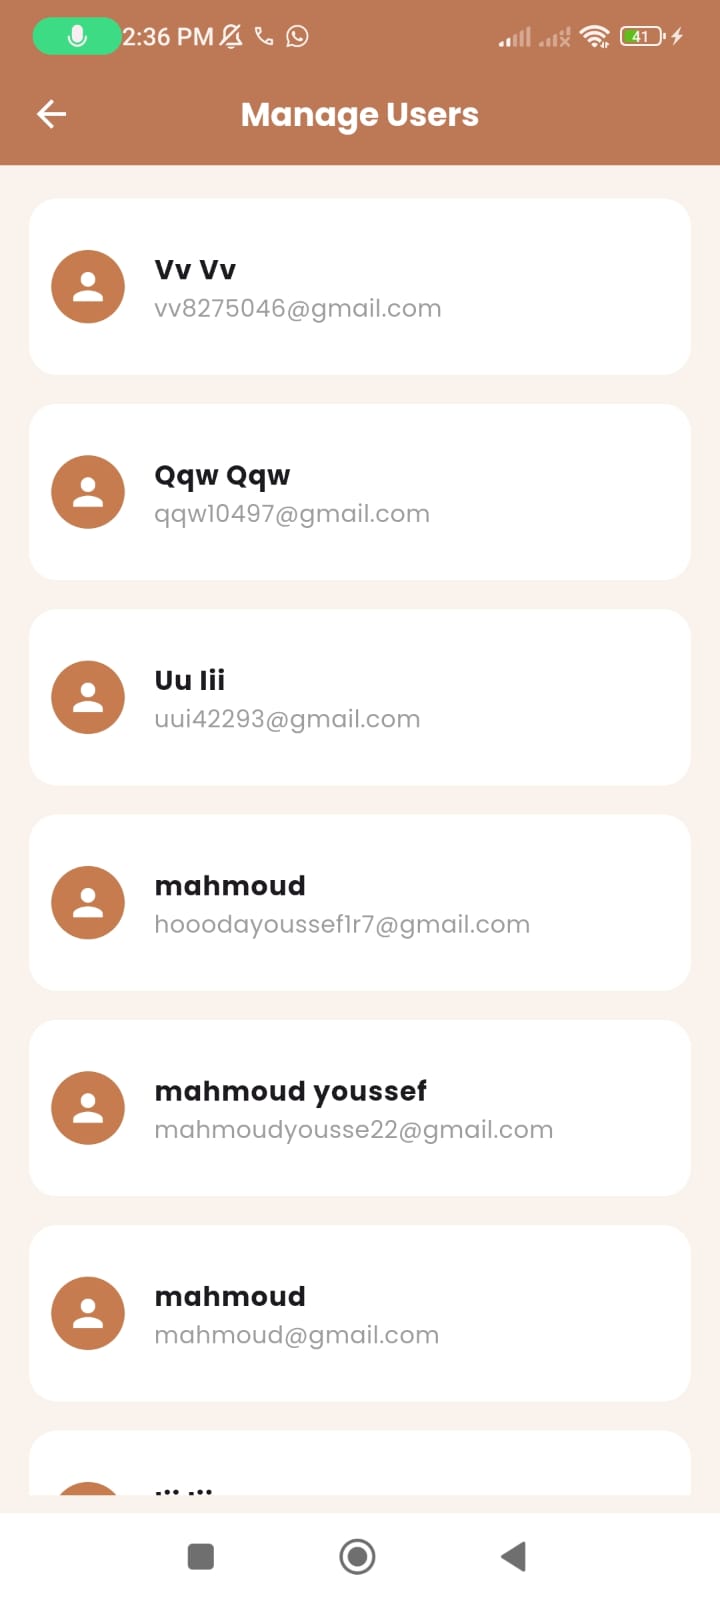 2:36 PM
41
Manage Users
Vv Vv
vv8275046@gmail.com
Qqw Qqw
qqw10497@gmail.com
Uu Iii
uui42293@gmail.com
mahmoud
hooodayoussef1r7@gmail.com
mahmoud youssef
mahmoudyousse22@gmail.com
mahmoud
mahmoud@gmail.com